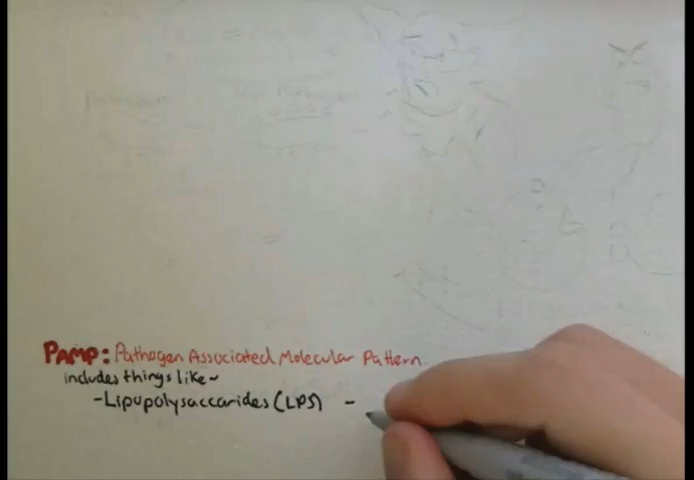 PAMP: Pathogen Associated Molecular Pattern.
includes things like~
-Lipopolysaccarides (LPS) -